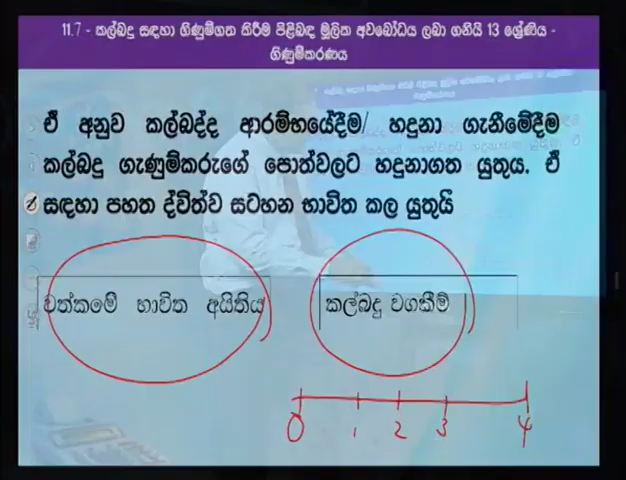 11.7 - කල්බදු සඳහා ගිණුම්ගත කිරීම පිළිබඳ මූලික අවබෝධය ලබා ගනියි 13 ශ්‍රේණිය -
ගිණුම්කරණය
ඒ අනුව කල්බද්ද ආරම්භයේදීම/ හඳුනා ගැනීමේදීම
කල්බදු ගැණුම්කරුගේ පොත්වලට හඳුනාගත යුතුය. ඒ
සඳහා පහත ද්විත්ව සටහන භාවිත කල යුතුයි
වත්කමේ භාවිත අයිතිය
කල්බදු වගකීම්
0 1 2 3 4